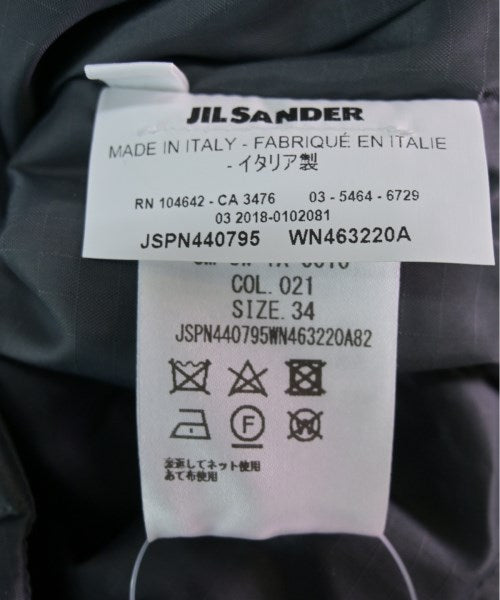 JIL SANDER
MADE IN ITALY - FABRIQUÉ EN ITALIE
- イタリア製
RN 104642 - CA 3476 03 - 5464 - 6729
03 2018-0102081
JSPN440795 WN463220A
COL. 021
SIZE. 34
JSPN440795WN463220A82
F
W
裏返してネット使用
あて布使用